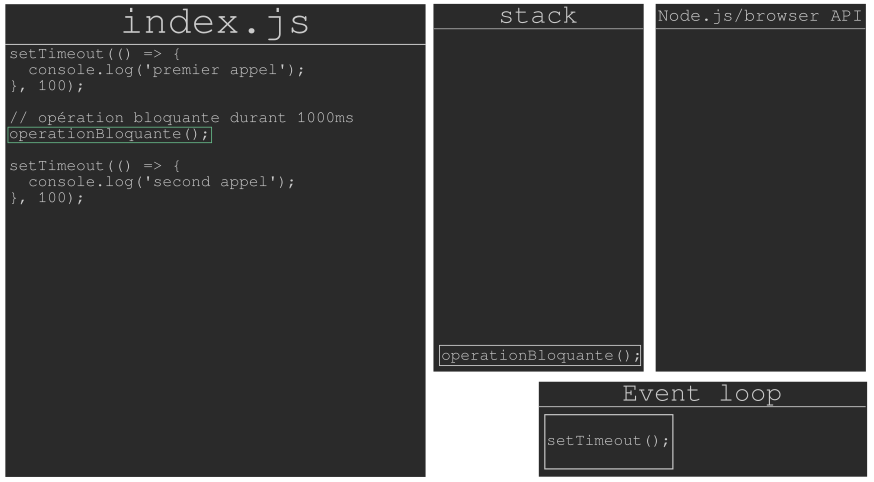 index.js
setTimeout(() => {
  console.log('premier appel');
}, 100);
// opération bloquante durant 1000ms
operationBloquante();
setTimeout(() => {
  console.log('second appel');
}, 100);
stack
operationBloquante();
Node.js/browser API
Event loop
setTimeout();